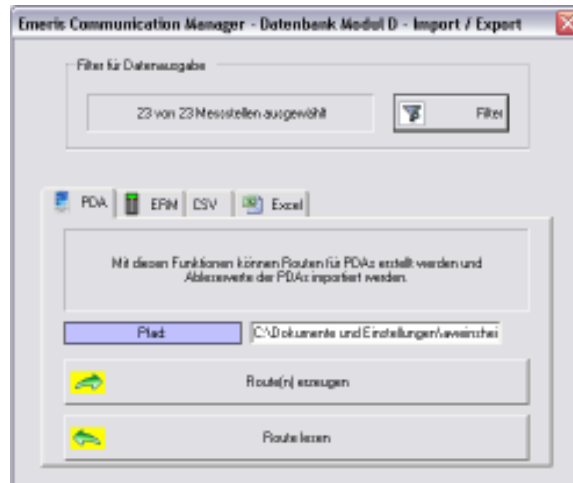 Emeris Communication Manager - Datenbank Modul D - Import / Export
Filter für Datenausgabe
23 von 23 Messstellen ausgewählt
Filter
PDA ERM CSV Excel
Mit diesen Funktionen können Routen für PDAs erstellt werden und
Ablesewerte der PDAs importiert werden.
Pfad:
C:\Dokumente und Einstellungen\aweinshei
Route(n) erzeugen
Route lesen